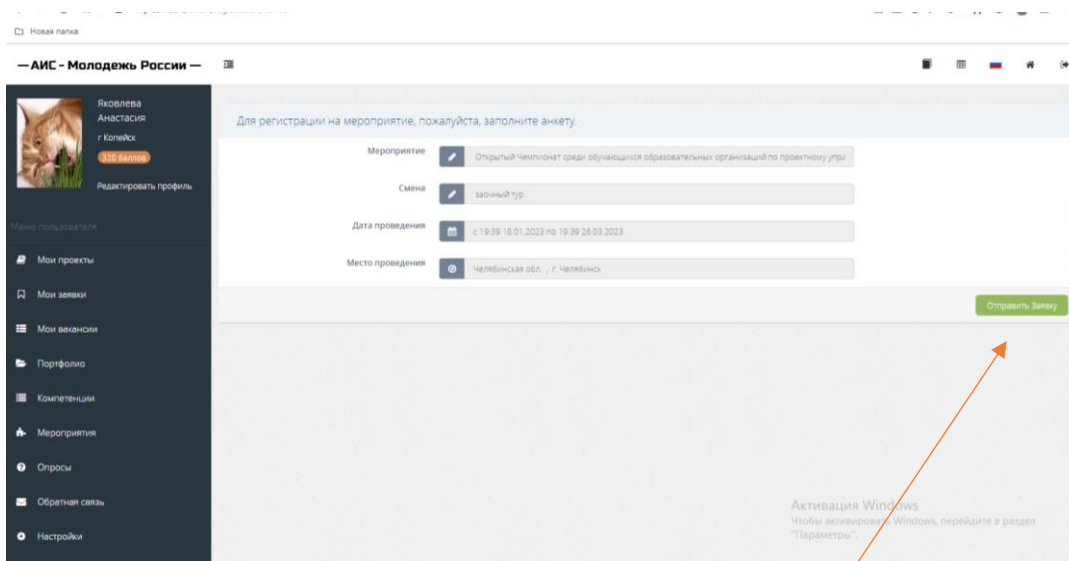 Новая папка
— АИС - Молодежь России —
Яковлева
Анастасия
г Копейск
320 баллов
Редактировать профиль
Меню пользователя
Мои проекты
Мои заявки
Мои вакансии
Портфолио
Компетенции
Мероприятия
Опросы
Обратная связь
Настройки
Для регистрации на мероприятие, пожалуйста, заполните анкету.
Мероприятие
Открытый Чемпионат среди обучающихся образовательных организаций по проектному упра
Смена
заочный тур
Дата проведения
с 19:39 18.01.2023 по 19:39 26.03.2023
Место проведения
Челябинская обл. , г. Челябинск
Отправить Заявку
Активация Windows
Чтобы активировать Windows, перейдите в раздел
"Параметры".